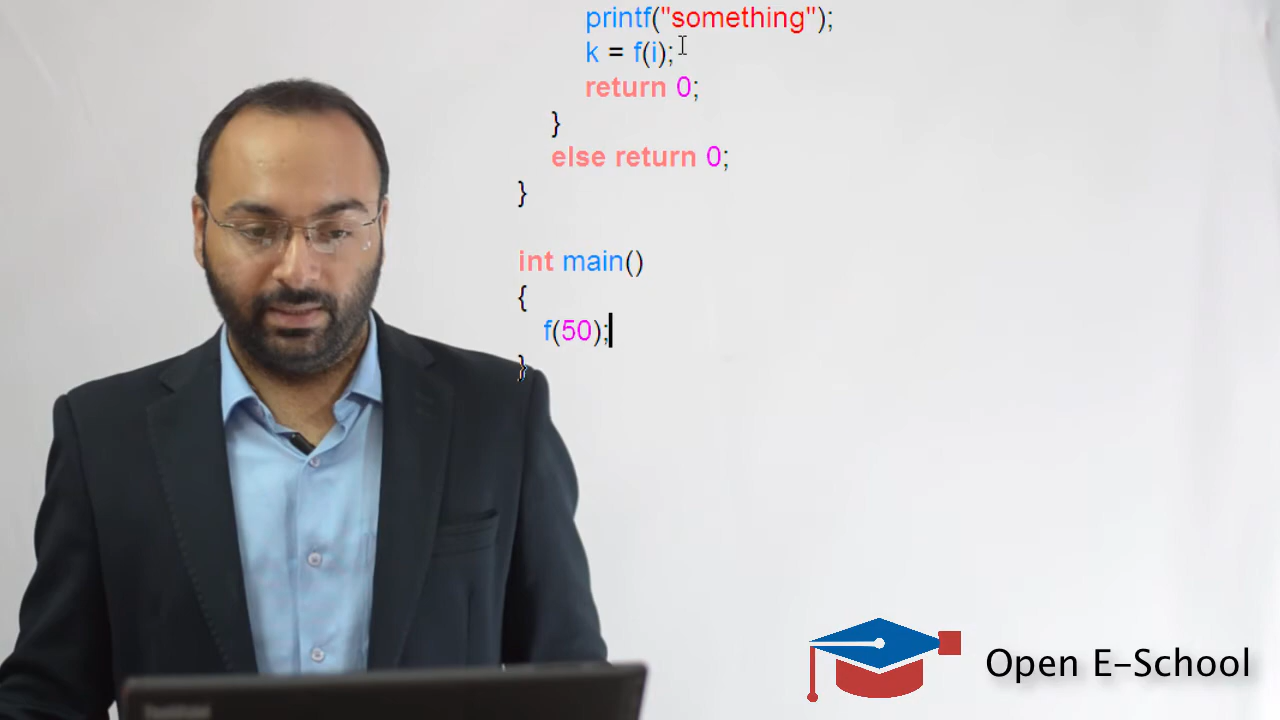 printf("something");
k = f(i);
return 0;
}
else return 0;
}
int main()
{
f(50);
}
Open E-School